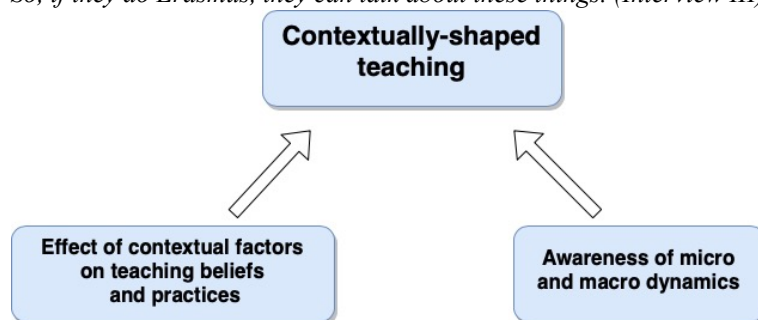 So, if they do Erasmus, they can talk about these things. (Interview III)
Contextually-shaped
teaching
Effect of contextual factors
on teaching beliefs
and practices
Awareness of micro
and macro dynamics